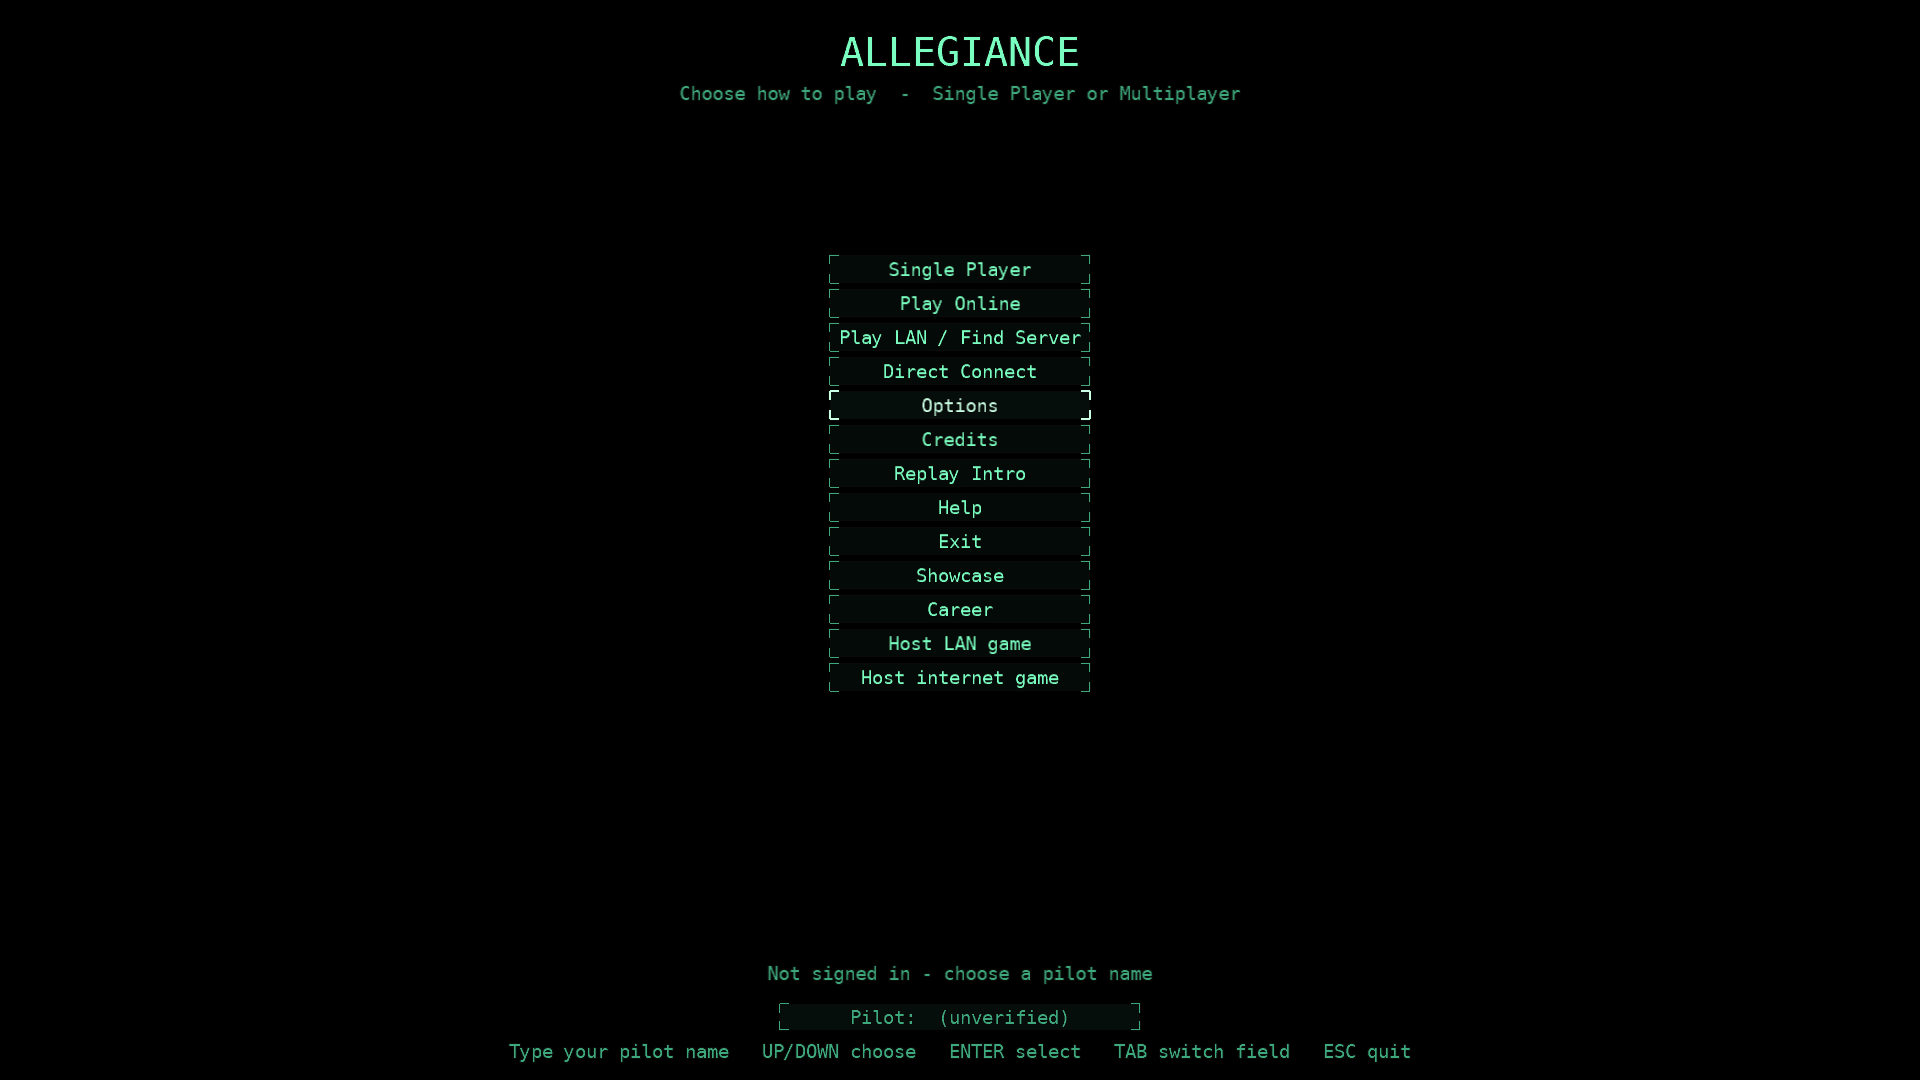 ALLEGIANCE
Choose how to play - Single Player or Multiplayer
Single Player
Play Online
Play LAN / Find Server
Direct Connect
Options
Credits
Replay Intro
Help
Exit
Showcase
Career
Host LAN game
Host internet game
Not signed in - choose a pilot name
Pilot: (unverified)
Type your pilot name UP/DOWN choose ENTER select TAB switch field ESC quit